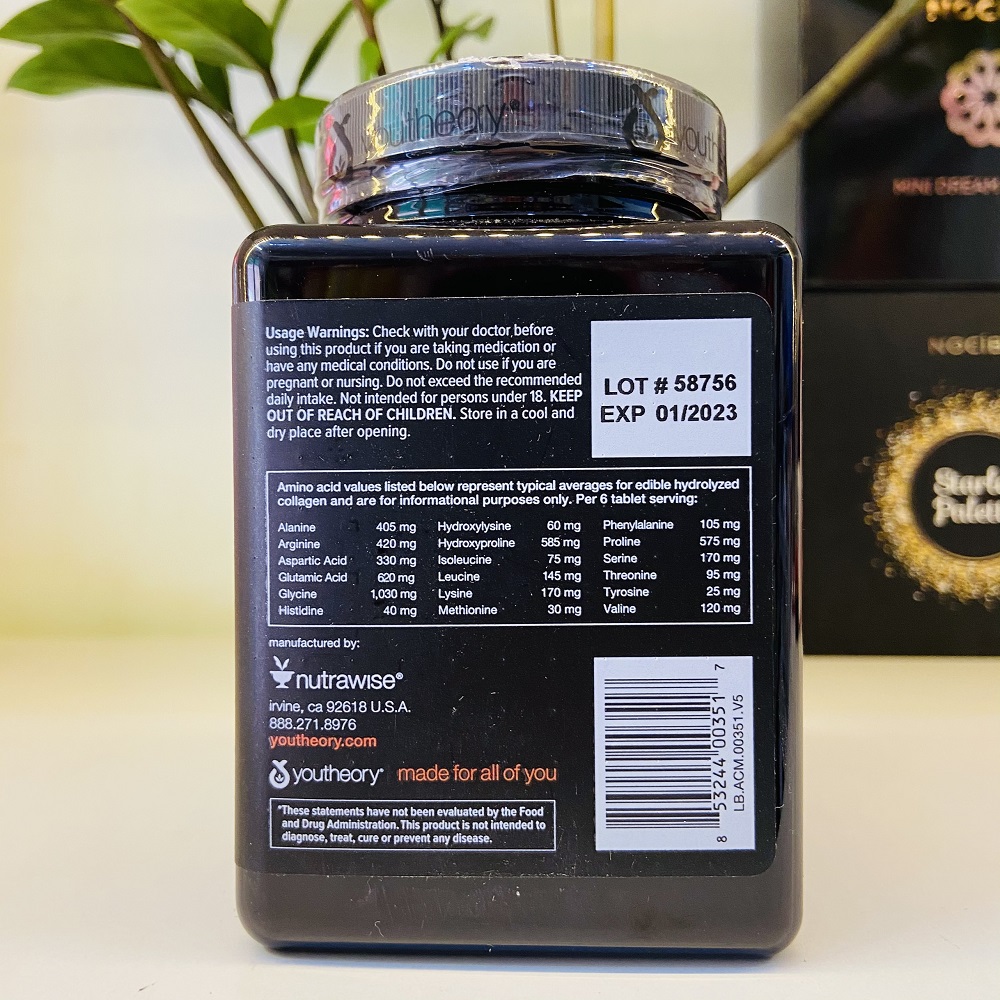 youtheory
Usage Warnings: Check with your doctor before
using this product if you are taking medication or
have any medical conditions. Do not use if you are
pregnant or nursing. Do not exceed the recommended
daily intake. Not intended for persons under 18. KEEP
OUT OF REACH OF CHILDREN. Store in a cool and
dry place after opening.
LOT # 58756
EXP 01/2023
Amino acid values listed below represent typical averages for edible hydrolyzed
collagen and are for informational purposes only. Per 6 tablet serving:
Alanine 405 mg Hydroxylysine 60 mg Phenylalanine 105 mg
Arginine 420 mg Hydroxyproline 585 mg Proline 575 mg
Aspartic Acid 330 mg Isoleucine 75 mg Serine 170 mg
Glutamic Acid 620 mg Leucine 145 mg Threonine 95 mg
Glycine 1,030 mg Lysine 170 mg Tyrosine 25 mg
Histidine 40 mg Methionine 30 mg Valine 120 mg
manufactured by:
nutrawise®
irvine, ca 92618 U.S.A.
888.271.8976
youtheory.com
youtheory® made for all of you
*These statements have not been evaluated by the Food
and Drug Administration. This product is not intended to
diagnose, treat, cure or prevent any disease.
8 53244 00351 7
LB.ACM.00351.V5
MINI DREAM